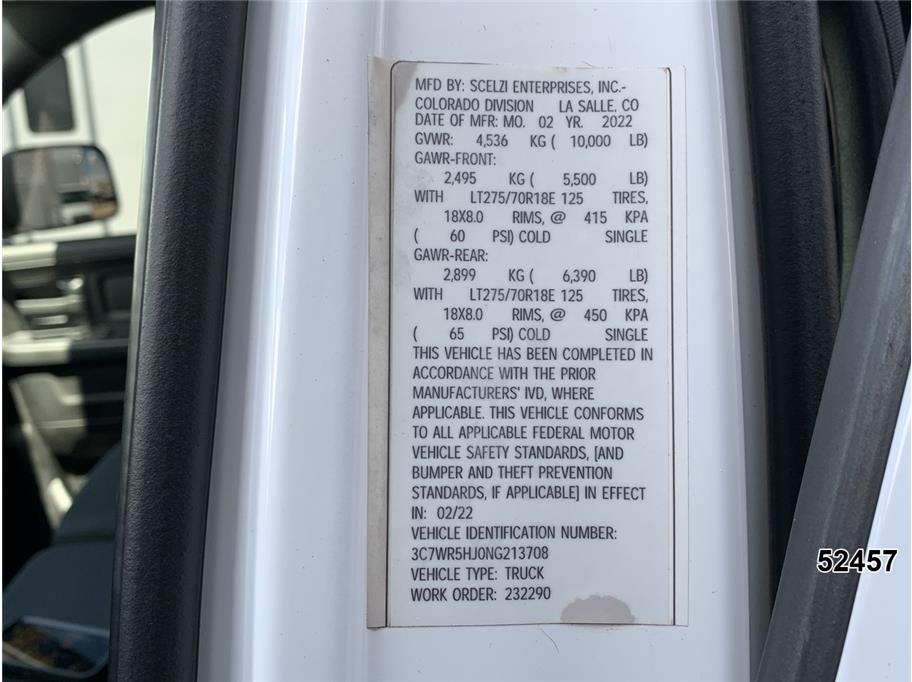 MFD BY: SCELZI ENTERPRISES, INC.-
COLORADO DIVISION LA SALLE, CO
DATE OF MFR: MO. 02 YR. 2022
GVWR: 4,536 KG ( 10,000 LB)
GAWR-FRONT:
2,495 KG ( 5,500 LB)
WITH LT275/70R18E 125 TIRES,
18X8.0 RIMS, @ 415 KPA
( 60 PSI) COLD SINGLE
GAWR-REAR:
2,899 KG ( 6,390 LB)
WITH LT275/70R18E 125 TIRES,
18X8.0 RIMS, @ 450 KPA
( 65 PSI) COLD SINGLE
THIS VEHICLE HAS BEEN COMPLETED IN
ACCORDANCE WITH THE PRIOR
MANUFACTURERS' IVD, WHERE
APPLICABLE. THIS VEHICLE CONFORMS
TO ALL APPLICABLE FEDERAL MOTOR
VEHICLE SAFETY STANDARDS, [AND
BUMPER AND THEFT PREVENTION
STANDARDS, IF APPLICABLE] IN EFFECT
IN: 02/22
VEHICLE IDENTIFICATION NUMBER:
3C7WR5HJ0NG213708
VEHICLE TYPE: TRUCK
WORK ORDER: 232290
52457